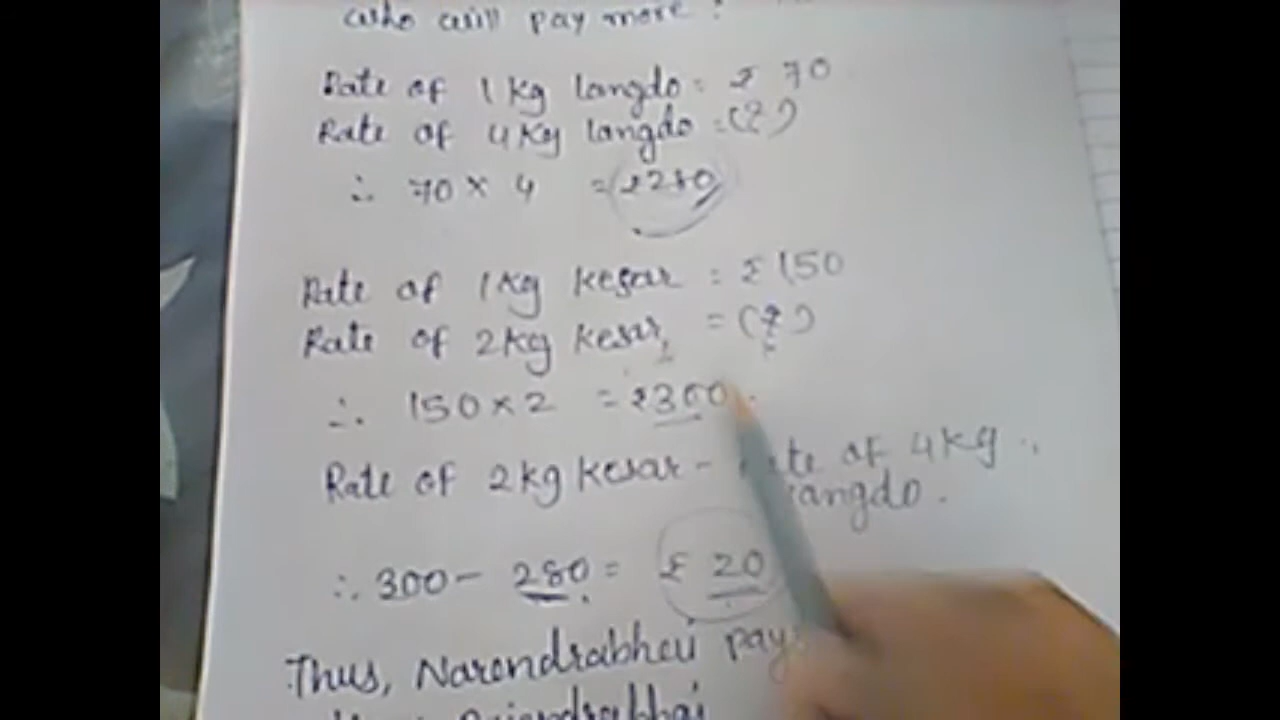 who will pay more?
Rate of 1 kg langdo = ₹ 70
Rate of 4 kg langdo = (?)
∴ 70 × 4 = ₹ 280
Rate of 1 kg kesar = ₹ 150
Rate of 2 kg kesar = (?)
∴ 150 × 2 = ₹ 300.
Rate of 2 kg kesar - Rate of 4 kg
langdo.
∴ 300 - 280 = ₹ 20
Thus, Narendrabhai pay